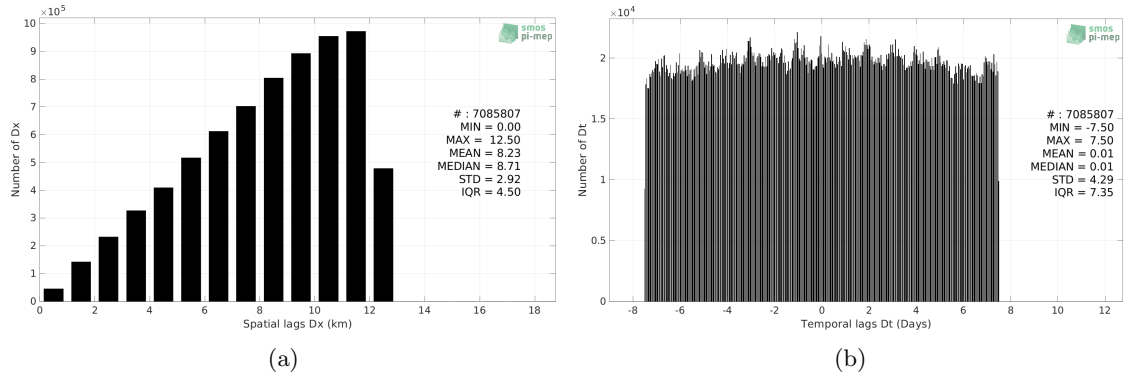 ×10⁵
10
9
8
7
6
5
4
3
2
1
0
Number of Dx
0 2 4 6 8 10 12 14 16 18
Spatial lags Dx (km)
smos
pi-mep
# : 7085807
MIN = 0.00
MAX = 12.50
MEAN = 8.23
MEDIAN = 8.71
STD = 2.92
IQR = 4.50
(a)
×10⁴
2
1.5
1
0.5
0
Number of Dt
-8 -6 -4 -2 0 2 4 6 8 10 12
Temporal lags Dt (Days)
smos
pi-mep
# : 7085807
MIN = -7.50
MAX = 7.50
MEAN = 0.01
MEDIAN = 0.01
STD = 4.29
IQR = 7.35
(b)